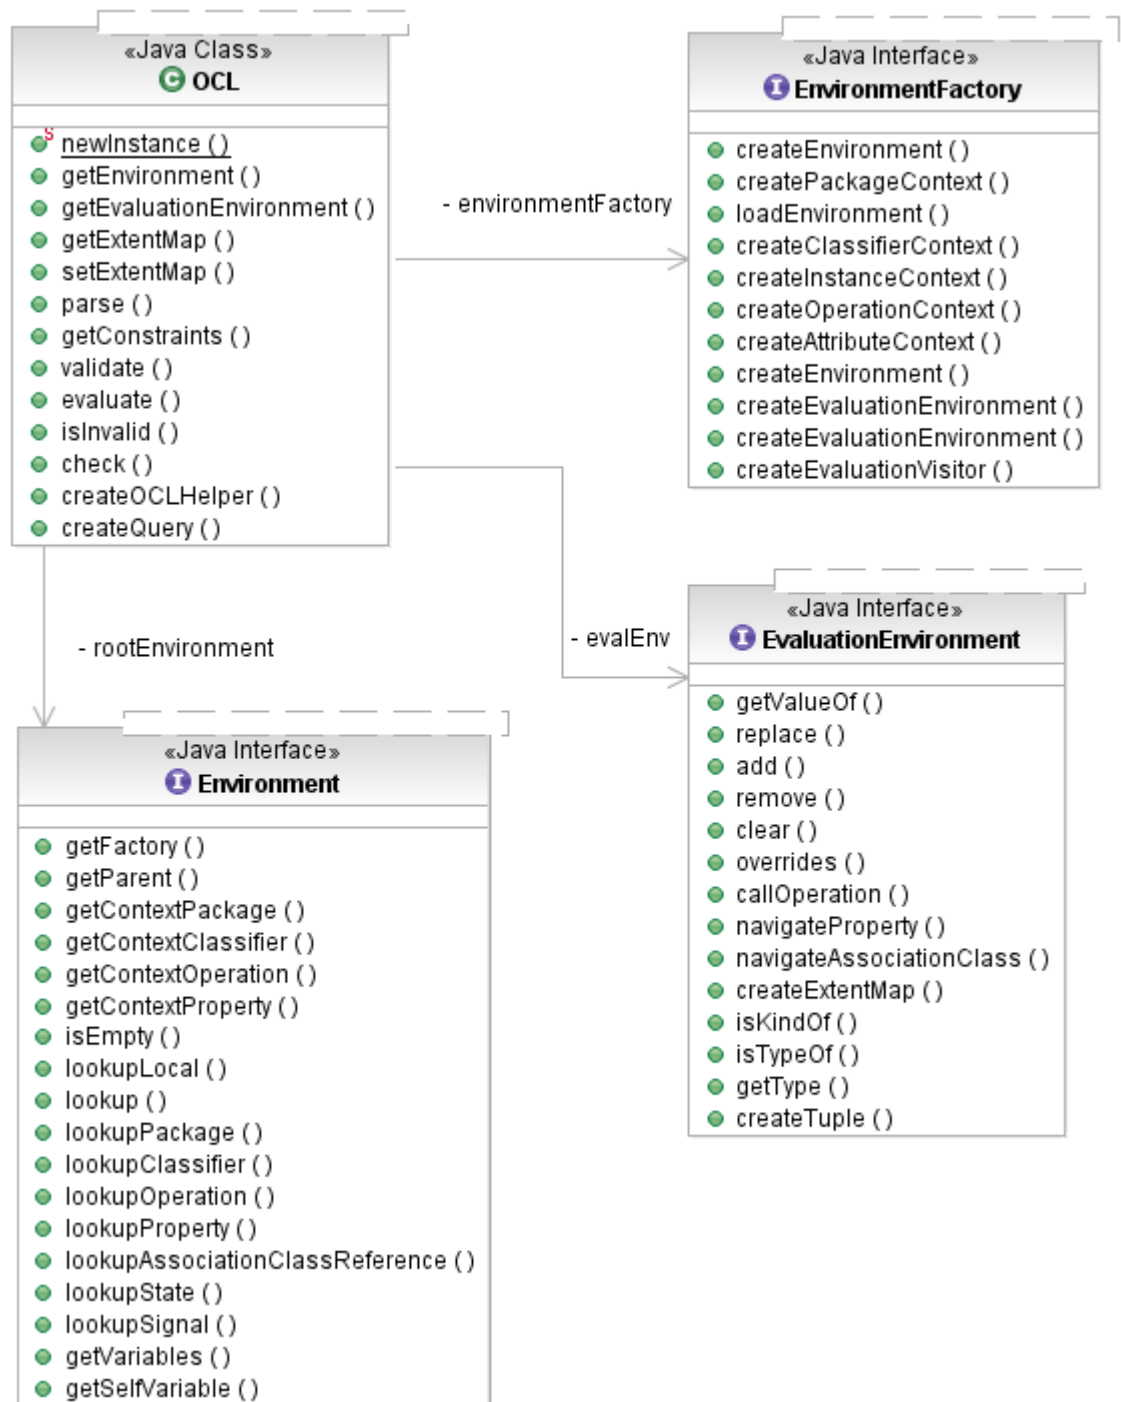 «Java Class»
OCL
newInstance ( )
getEnvironment ( )
getEvaluationEnvironment ( )
getExtentMap ( )
setExtentMap ( )
parse ( )
getConstraints ( )
validate ( )
evaluate ( )
isInvalid ( )
check ( )
createOCLHelper ( )
createQuery ( )
- environmentFactory
«Java Interface»
EnvironmentFactory
createEnvironment ( )
createPackageContext ( )
loadEnvironment ( )
createClassifierContext ( )
createInstanceContext ( )
createOperationContext ( )
createAttributeContext ( )
createEnvironment ( )
createEvaluationEnvironment ( )
createEvaluationEnvironment ( )
createEvaluationVisitor ( )
- rootEnvironment
- evalEnv
«Java Interface»
EvaluationEnvironment
getValueOf ( )
replace ( )
add ( )
remove ( )
clear ( )
overrides ( )
callOperation ( )
navigateProperty ( )
navigateAssociationClass ( )
createExtentMap ( )
isKindOf ( )
isTypeOf ( )
getType ( )
createTuple ( )
«Java Interface»
Environment
getFactory ( )
getParent ( )
getContextPackage ( )
getContextClassifier ( )
getContextOperation ( )
getContextProperty ( )
isEmpty ( )
lookupLocal ( )
lookup ( )
lookupPackage ( )
lookupClassifier ( )
lookupOperation ( )
lookupProperty ( )
lookupAssociationClassReference ( )
lookupState ( )
lookupSignal ( )
getVariables ( )
getSelfVariable ( )